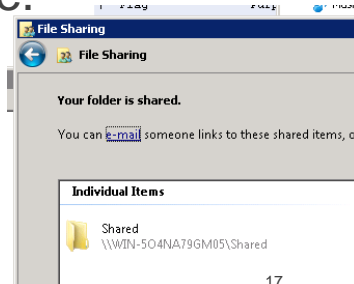 File Sharing
File Sharing
Your folder is shared.
You can e-mail someone links to these shared items, o
Individual Items
Shared
\\WIN-5O4NA79GM05\Shared
17